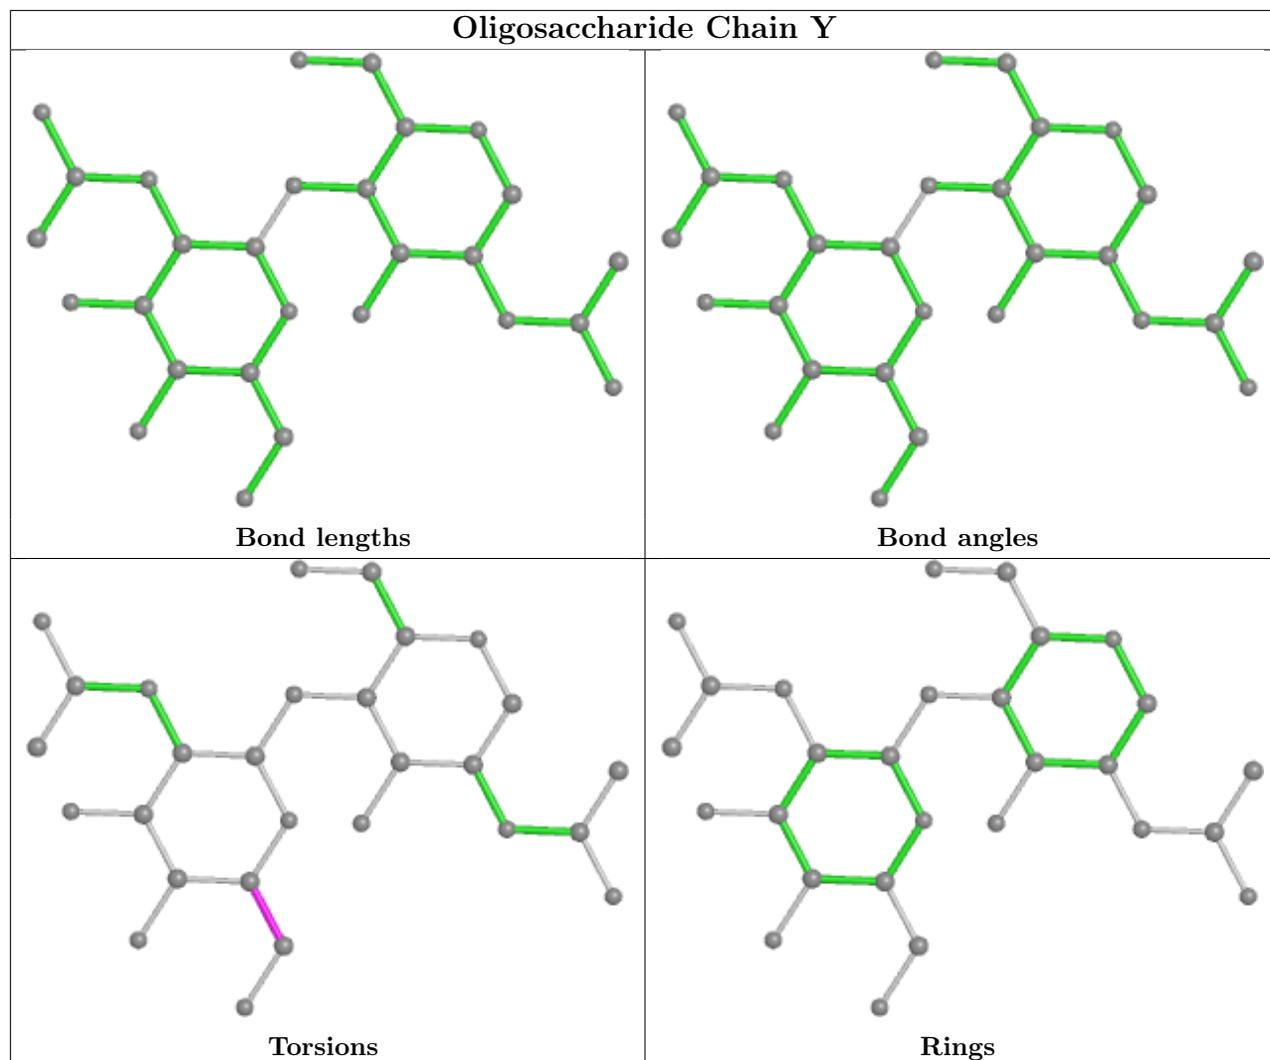 Oligosaccharide Chain Y
Bond lengths
Bond angles
Torsions
Rings